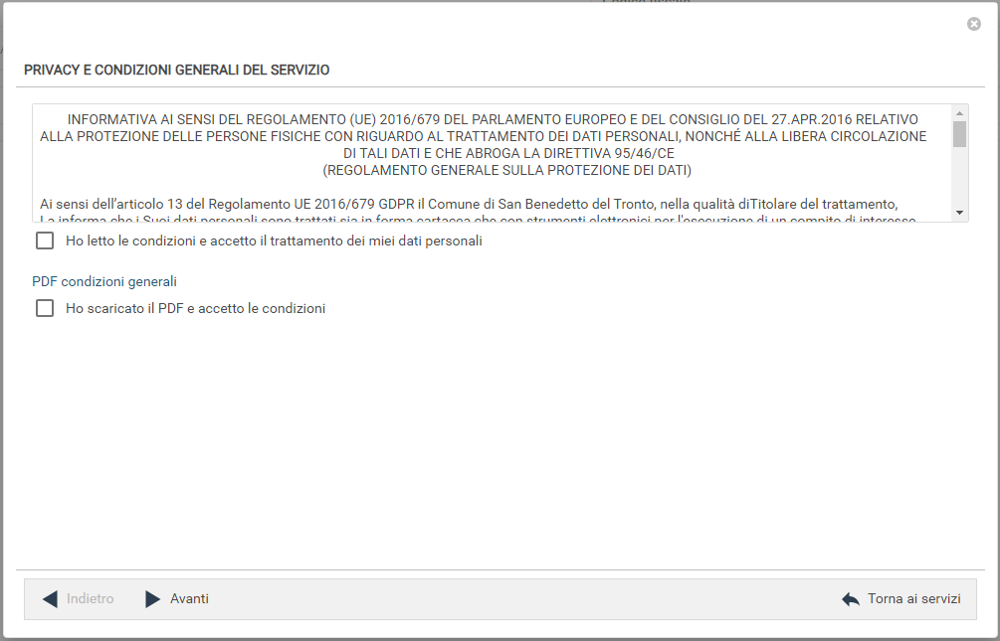 PRIVACY E CONDIZIONI GENERALI DEL SERVIZIO
INFORMATIVA AI SENSI DEL REGOLAMENTO (UE) 2016/679 DEL PARLAMENTO EUROPEO E DEL CONSIGLIO DEL 27.APR.2016 RELATIVO
ALLA PROTEZIONE DELLE PERSONE FISICHE CON RIGUARDO AL TRATTAMENTO DEI DATI PERSONALI, NONCHÉ ALLA LIBERA CIRCOLAZIONE
DI TALI DATI E CHE ABROGA LA DIRETTIVA 95/46/CE
(REGOLAMENTO GENERALE SULLA PROTEZIONE DEI DATI)
Ai sensi dell'articolo 13 del Regolamento UE 2016/679 GDPR il Comune di San Benedetto del Tronto, nella qualità diTitolare del trattamento,
La informa che i Suoi dati personali sono trattati sia in forma cartacea che con strumenti elettronici per l'esecuzione di un compito di interesse
Ho letto le condizioni e accetto il trattamento dei miei dati personali
PDF condizioni generali
Ho scaricato il PDF e accetto le condizioni
Indietro
Avanti
Torna ai servizi